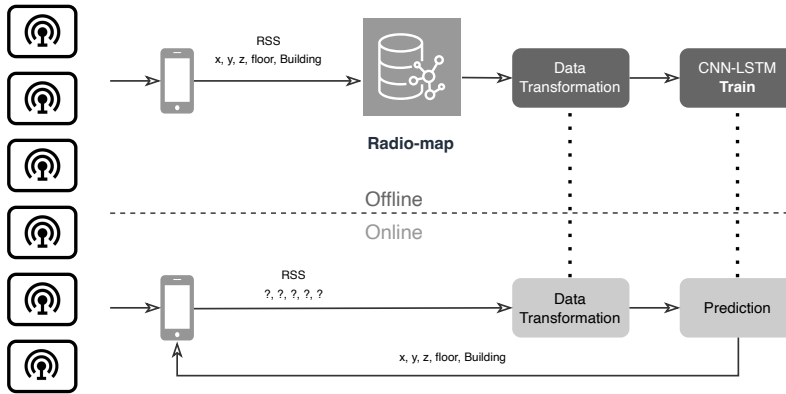 RSS
x, y, z, floor, Building
Radio-map
Data
Transformation
CNN-LSTM
Train
Offline
Online
RSS
?, ?, ?, ?, ?
Data
Transformation
Prediction
x, y, z, floor, Building